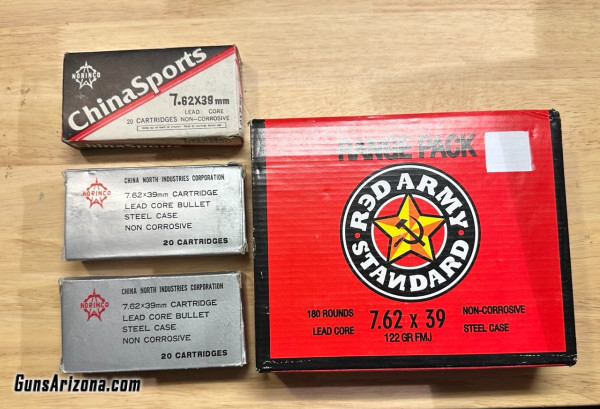 NORINCO
ChinaSports
7.62X39mm
LEAD CORE
20 CARTRIDGES NON-CORROSIVE
ChinaSports
NORINCO
CHINA NORTH INDUSTRIES CORPORATION
7.62×39mm CARTRIDGE
LEAD CORE BULLET
STEEL CASE
NON CORROSIVE
20 CARTRIDGES
NORINCO
CHINA NORTH INDUSTRIES CORPORATION
7.62×39mm CARTRIDGE
LEAD CORE BULLET
STEEL CASE
NON CORROSIVE
20 CARTRIDGES
RANGE PACK
RED ARMY
STANDARD
180 ROUNDS
LEAD CORE
7.62 x 39
122 GR FMJ
NON-CORROSIVE
STEEL CASE
GunsArizona.com